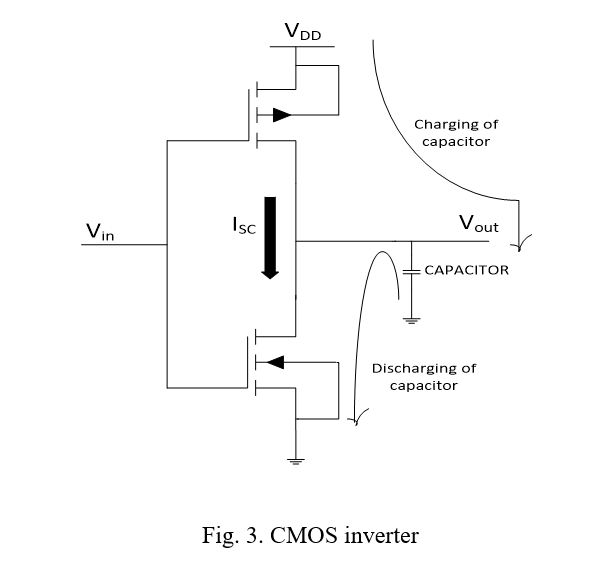 VDD
Charging of
capacitor
Vin
ISC
Vout
CAPACITOR
Discharging of
capacitor
Fig. 3. CMOS inverter